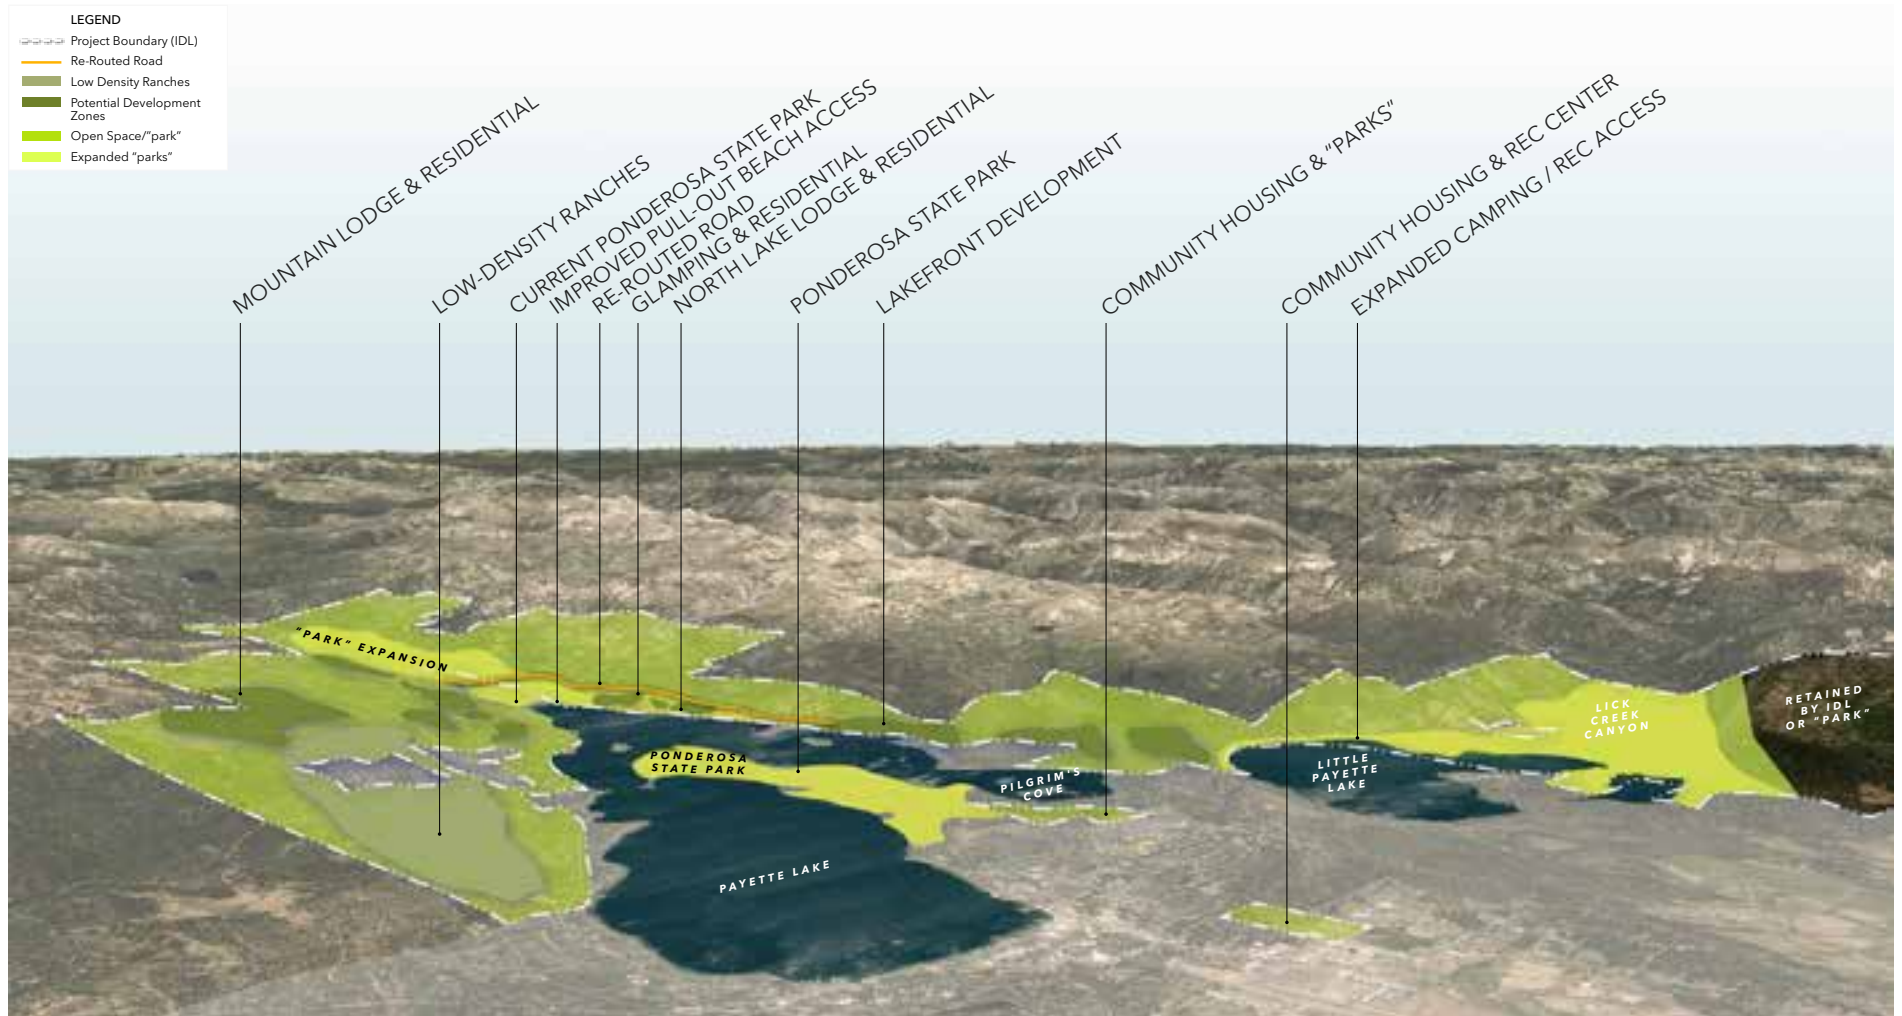 LEGEND
Project Boundary (IDL)
Re-Routed Road
Low Density Ranches
Potential Development
Zones
Open Space/"park"
Expanded "parks"
MOUNTAIN LODGE & RESIDENTIAL
LOW-DENSITY RANCHES
CURRENT PONDEROSA STATE PARK
IMPROVED PULL-OUT BEACH ACCESS
RE-ROUTED ROAD
GLAMPING & RESIDENTIAL
NORTH LAKE LODGE & RESIDENTIAL
PONDEROSA STATE PARK
LAKEFRONT DEVELOPMENT
COMMUNITY HOUSING & "PARKS"
COMMUNITY HOUSING & REC CENTER
EXPANDED CAMPING / REC ACCESS
"PARK" EXPANSION
PONDEROSA
STATE PARK
PILGRIM'S
COVE
PAYETTE LAKE
LITTLE
PAYETTE
LAKE
LICK
CREEK
CANYON
RETAINED
BY IDL
OR "PARK"